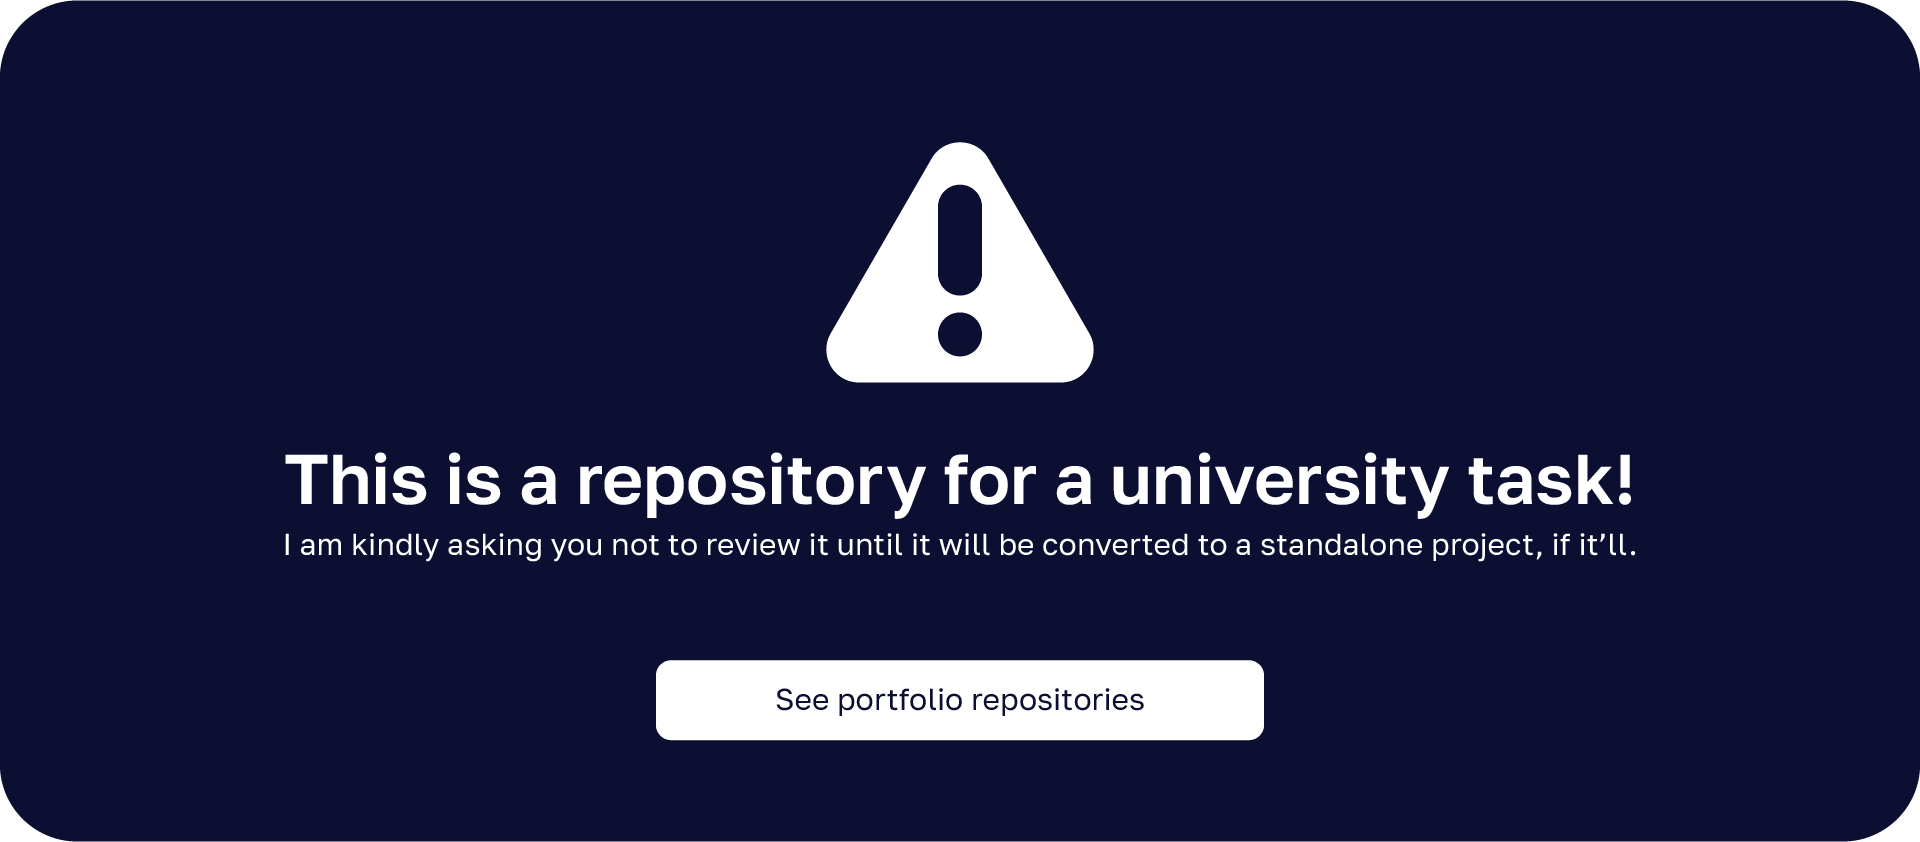 This is a repository for a university task!
I am kindly asking you not to review it until it will be converted to a standalone project, if it’ll.
See portfolio repositories